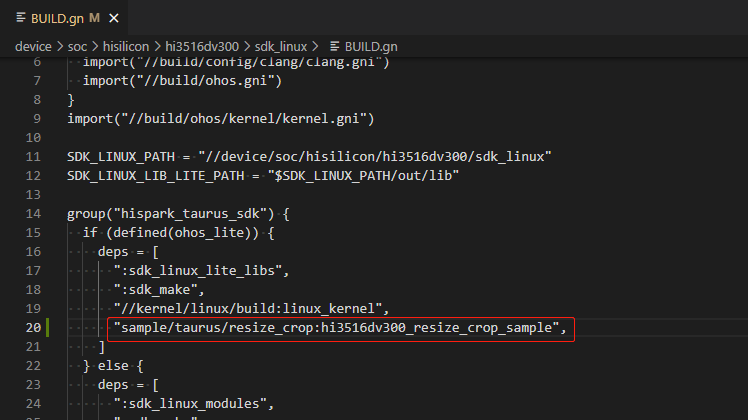 BUILD.gn M ×
device > soc > hisilicon > hi3516dv300 > sdk_linux > BUILD.gn
6 import("//build/config/clang/clang.gni")
7 import("//build/ohos.gni")
8 }
9 import("//build/ohos/kernel/kernel.gni")
10
11 SDK_LINUX_PATH = "//device/soc/hisilicon/hi3516dv300/sdk_linux"
12 SDK_LINUX_LIB_LITE_PATH = "$SDK_LINUX_PATH/out/lib"
13
14 group("hispark_taurus_sdk") {
15 if (defined(ohos_lite)) {
16 deps = [
17 ":sdk_linux_lite_libs",
18 ":sdk_make",
19 "//kernel/linux/build:linux_kernel",
20 "sample/taurus/resize_crop:hi3516dv300_resize_crop_sample",
21 ]
22 } else {
23 deps = [
24 ":sdk_linux_modules",